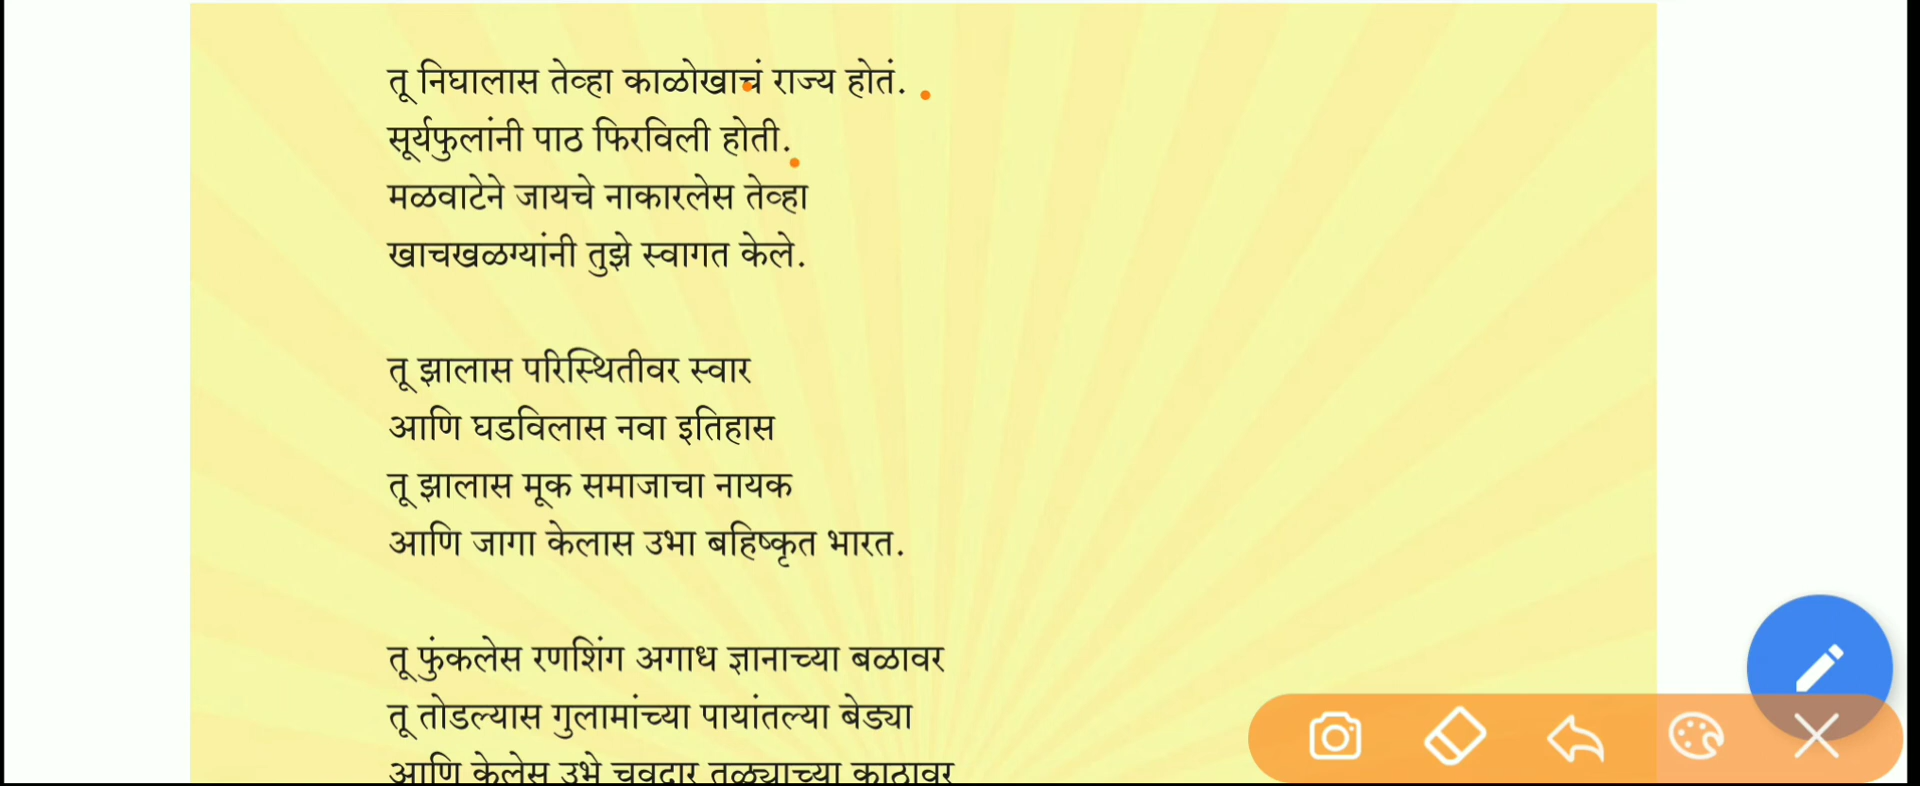 तू निघालास तेव्हा काळोखाचं राज्य होतं.
सूर्यफुलांनी पाठ फिरविली होती.
मळवाटेने जायचे नाकारलेस तेव्हा
खाचखळग्यांनी तुझे स्वागत केले.
तू झालास परिस्थितीवर स्वार
आणि घडविलास नवा इतिहास
तू झालास मूक समाजाचा नायक
आणि जागा केलास उभा बहिष्कृत भारत.
तू फुंकलेस रणशिंग अगाध ज्ञानाच्या बळावर
तू तोडल्यास गुलामांच्या पायांतल्या बेड्या
आणि केलेस उभे चवदार तळ्याच्या काठावर